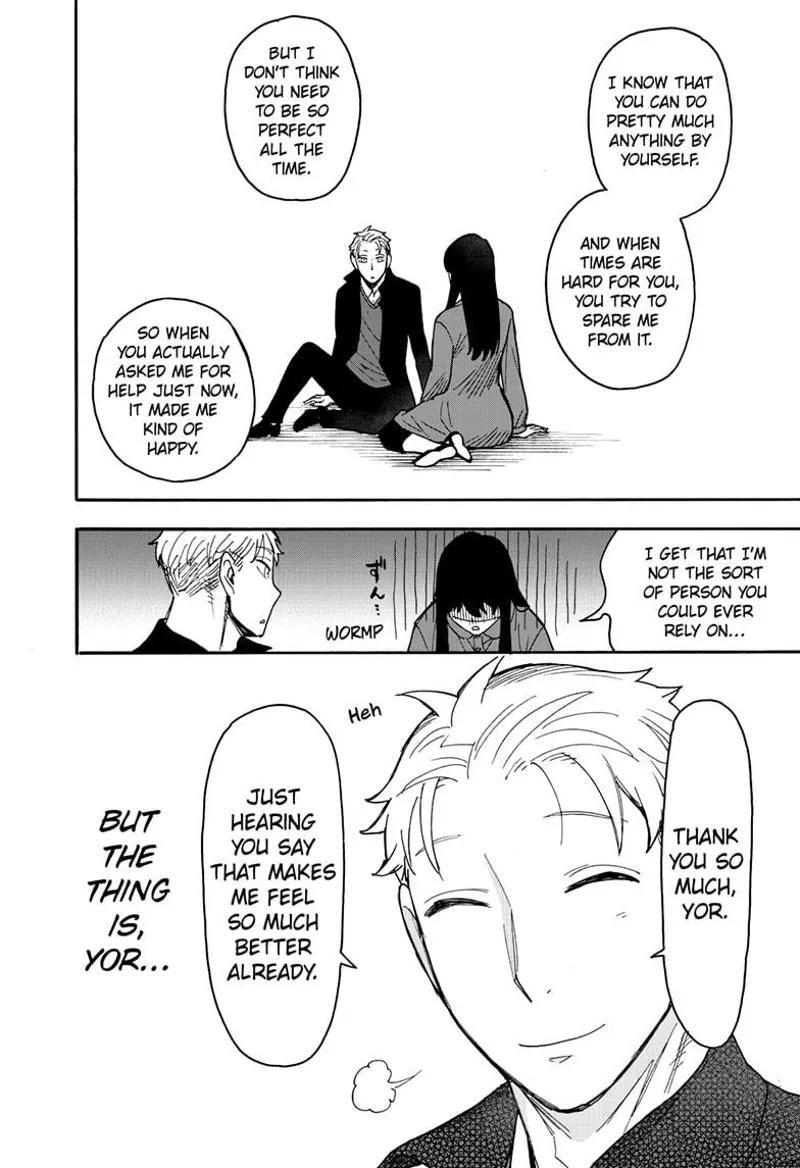 I KNOW THAT
YOU CAN DO
PRETTY MUCH
ANYTHING BY
YOURSELF.
AND WHEN
TIMES ARE
HARD FOR YOU,
YOU TRY TO
SPARE ME
FROM IT.
BUT I
DON'T THINK
YOU NEED
TO BE SO
PERFECT
ALL THE
TIME.
SO WHEN
YOU ACTUALLY
ASKED ME FOR
HELP JUST NOW,
IT MADE ME
KIND OF
HAPPY.
I GET THAT I'M
NOT THE SORT
OF PERSON YOU
COULD EVER
RELY ON...
ずん…
WORMP
Heh
THANK
YOU SO
MUCH,
YOR.
JUST
HEARING
YOU SAY
THAT MAKES
ME FEEL
SO MUCH
BETTER
ALREADY.
BUT
THE
THING
IS,
YOR...